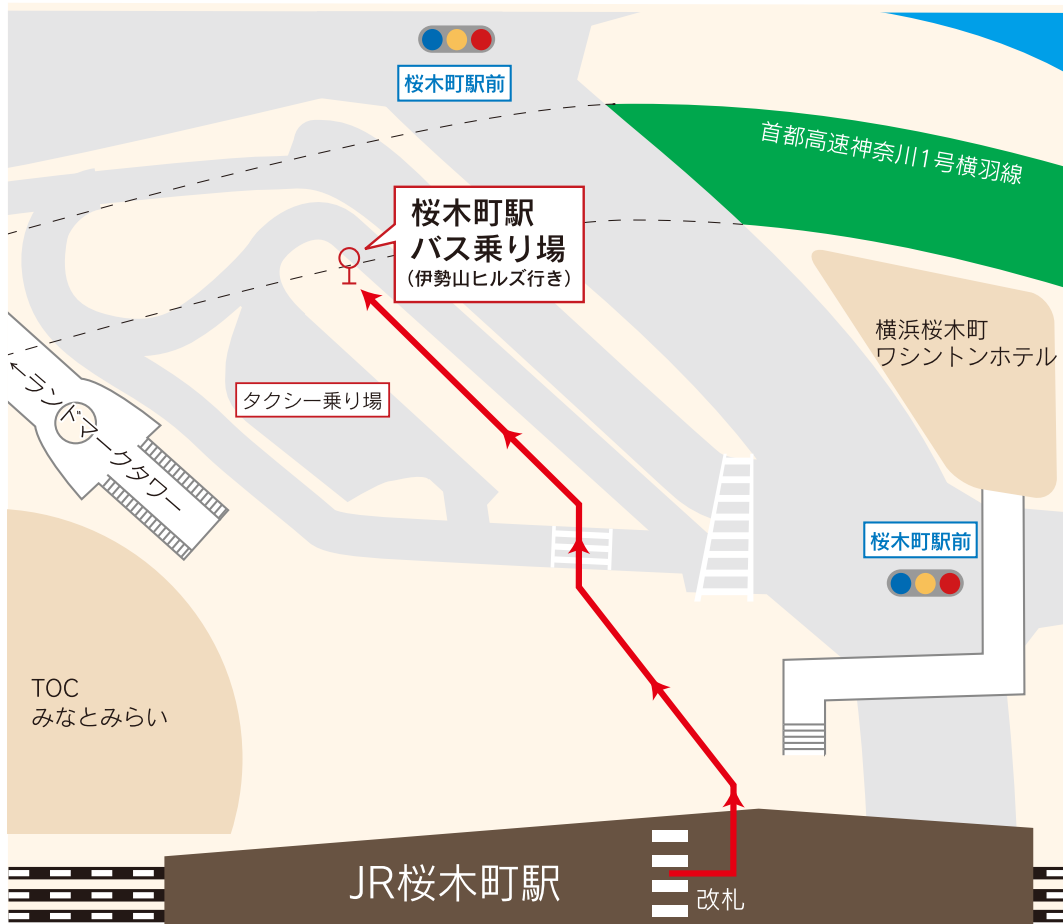 桜木町駅前
首都高速神奈川1号横羽線
桜木町駅
バス乗り場
(伊勢山ヒルズ行き)
横浜桜木町
ワシントンホテル
←ランドマークタワー
タクシー乗り場
桜木町駅前
TOC
みなとみらい
JR桜木町駅
改札